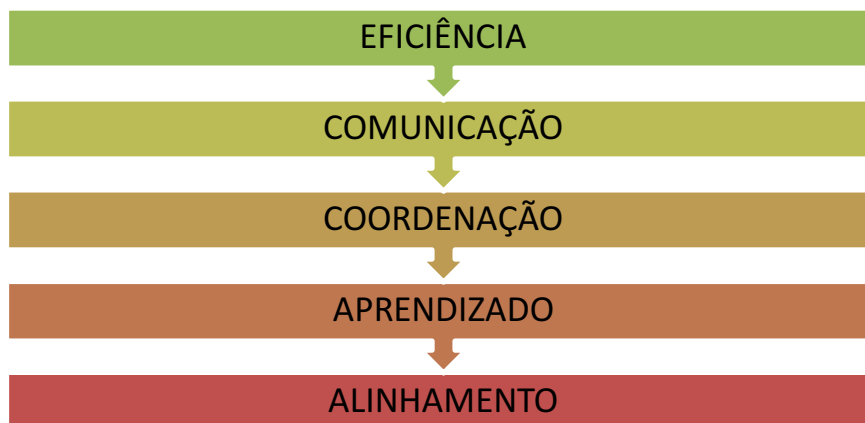 EFICIÊNCIA
COMUNICAÇÃO
COORDENAÇÃO
APRENDIZADO
ALINHAMENTO